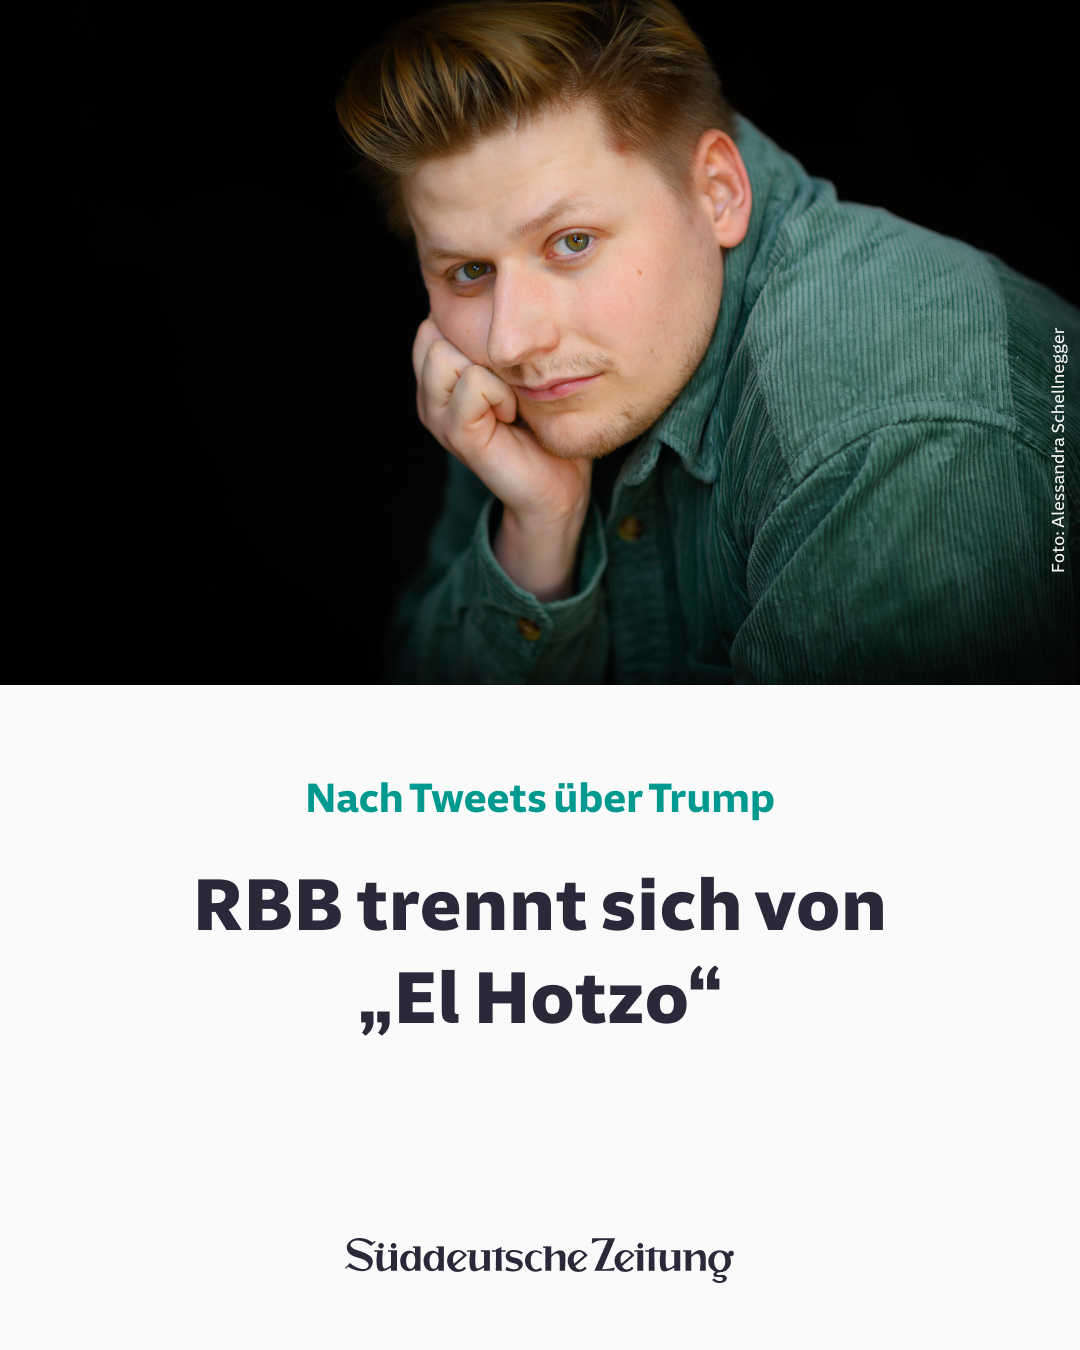 Foto: Alessandra Schellnegger
Nach Tweets über Trump
RBB trennt sich von
„El Hotzo“
Süddeutsche Zeitung